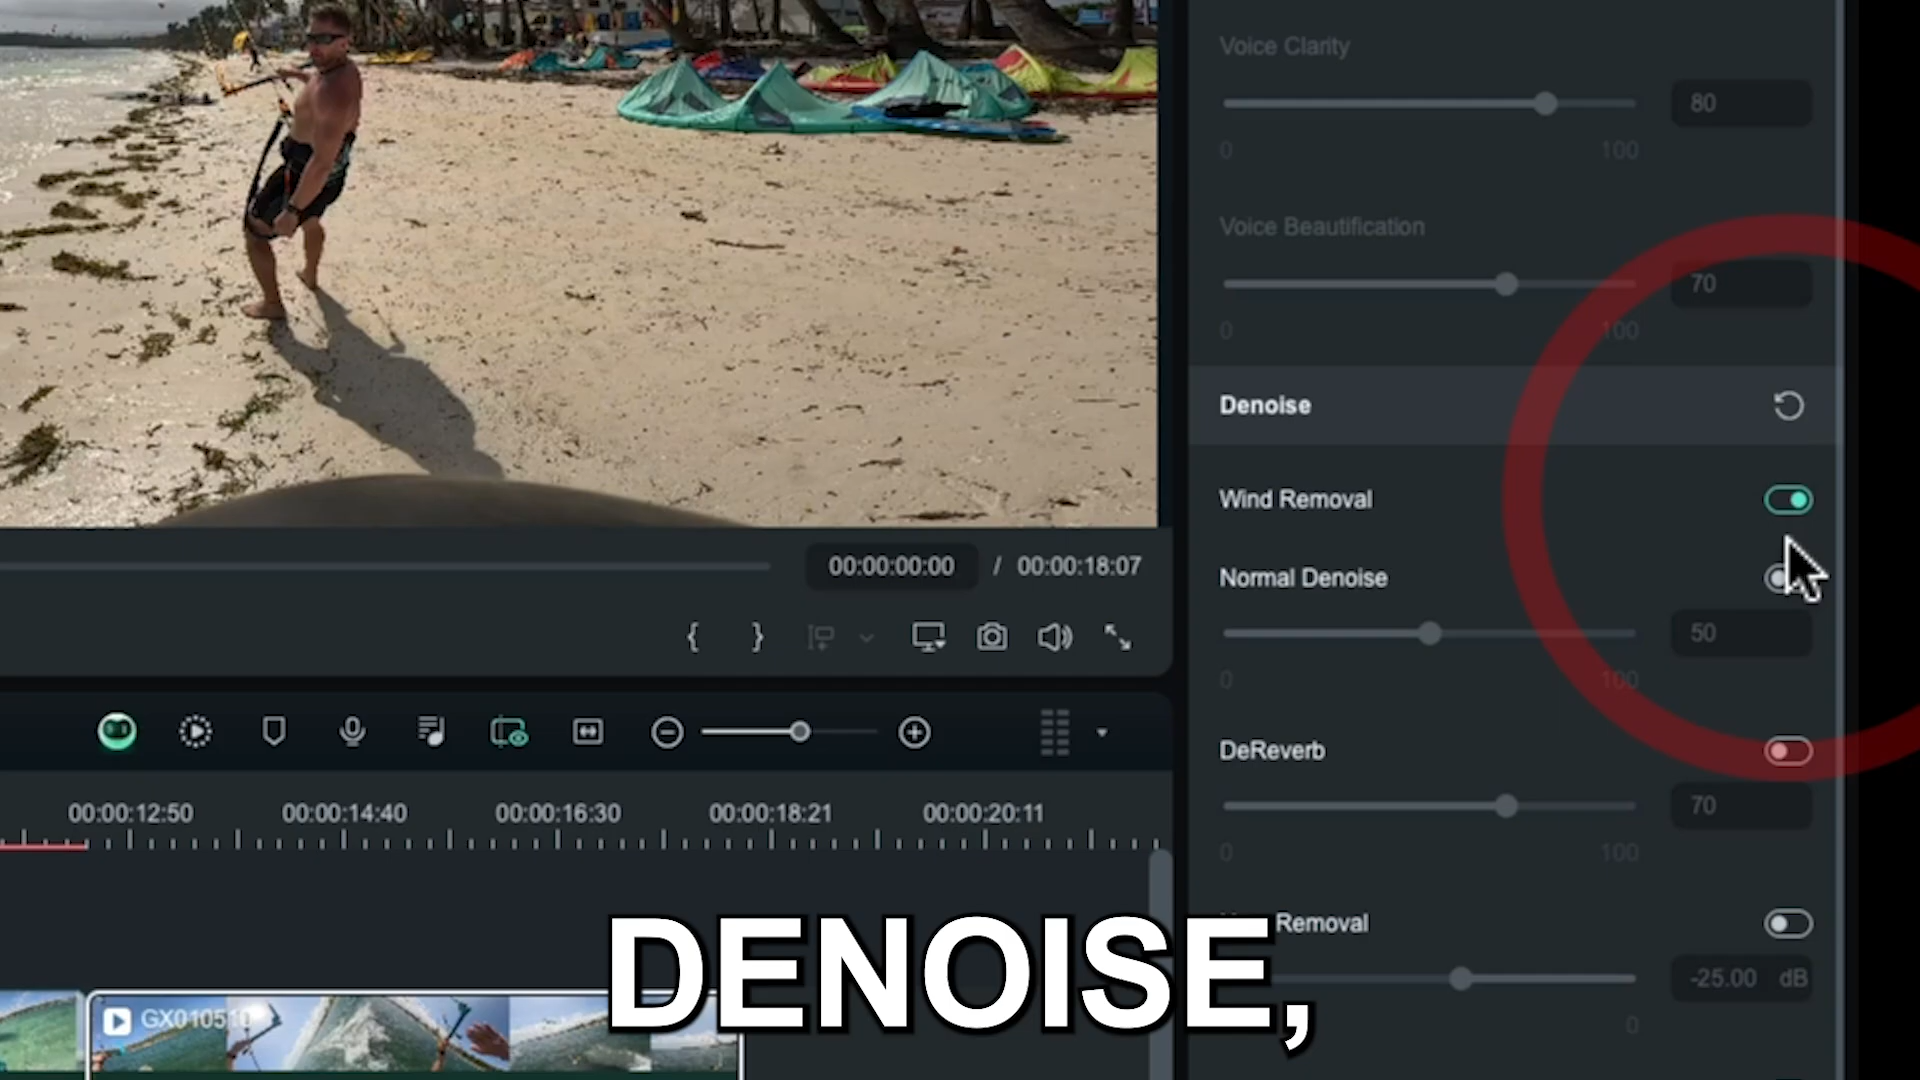 Voice Clarity
80
0 100
Voice Beautification
70
0 100
Denoise
Wind Removal
Normal Denoise
50
0 100
DeReverb
70
0 100
Removal
-25.00 dB
0
00:00:00:00 / 00:00:18:07
{ }
00:00:12:50 00:00:14:40 00:00:16:30 00:00:18:21 00:00:20:11
GX010510
DENOISE,